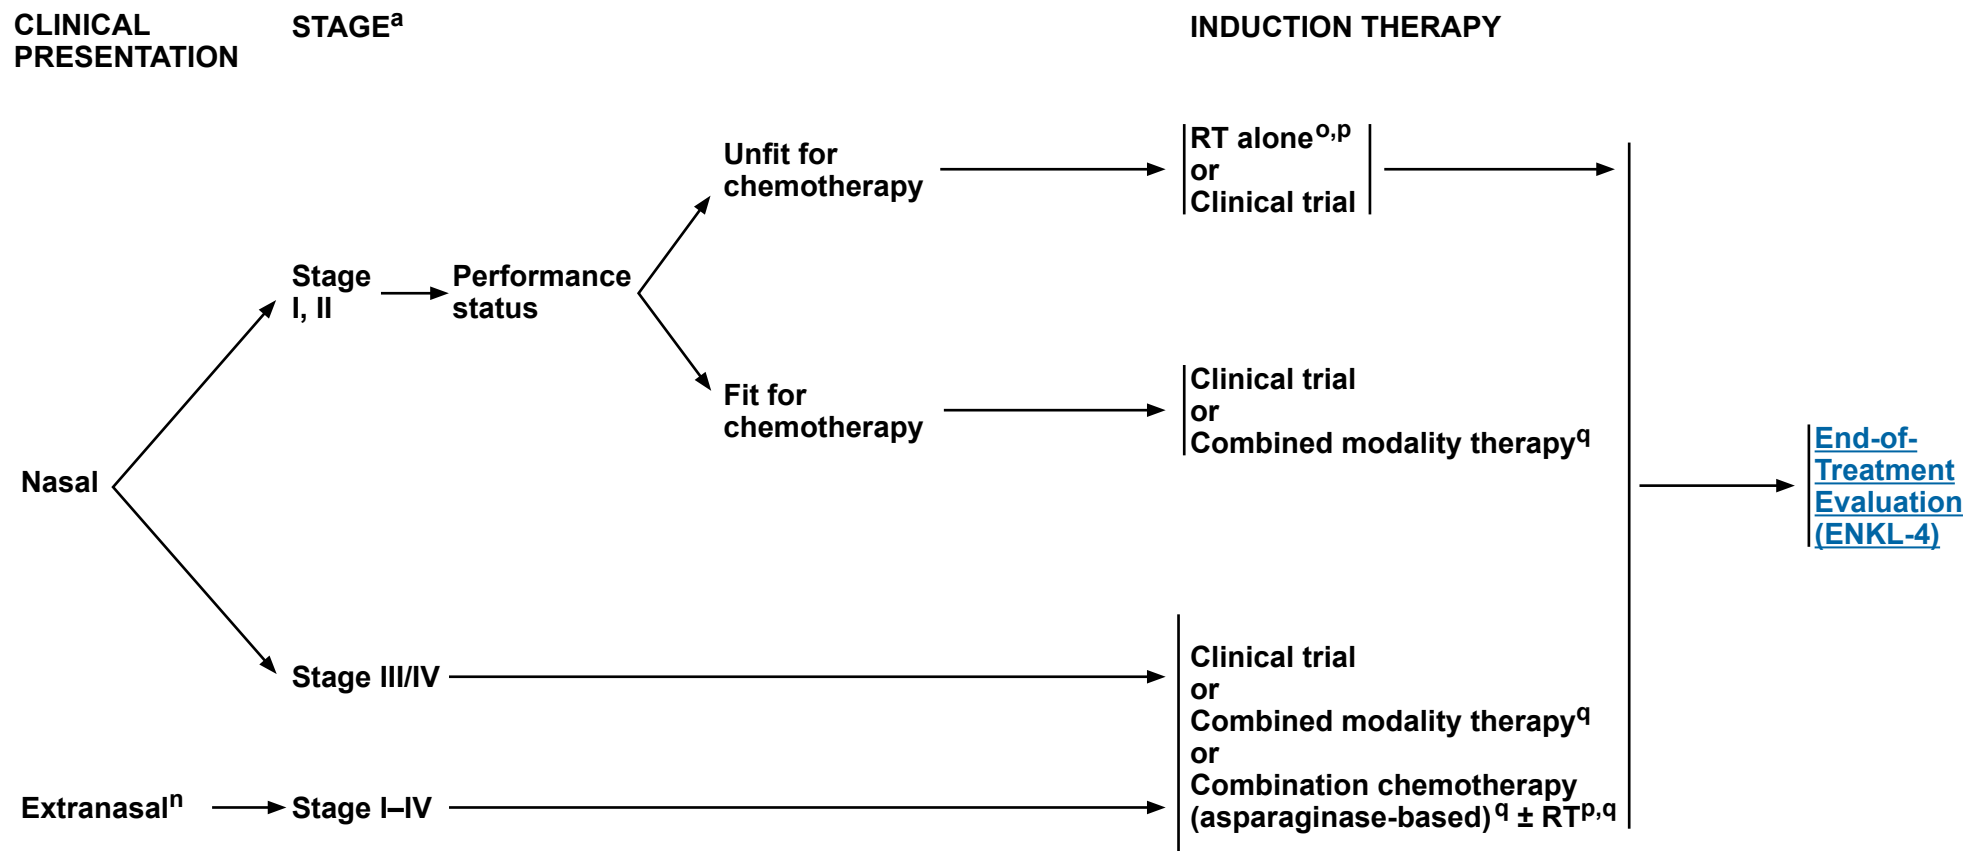 CLINICAL
PRESENTATION
STAGEa
INDUCTION THERAPY
Unfit for
chemotherapy
RT aloneo,p
or
Clinical trial
Stage
I, II
Performance
status
Fit for
chemotherapy
Clinical trial
or
Combined modality therapyq
Nasal
End-of-
Treatment
Evaluation
(ENKL-4)
Stage III/IV
Clinical trial
or
Combined modality therapyq
or
Combination chemotherapy
(asparaginase-based)q ± RTp,q
Extranasaln
Stage I–IV